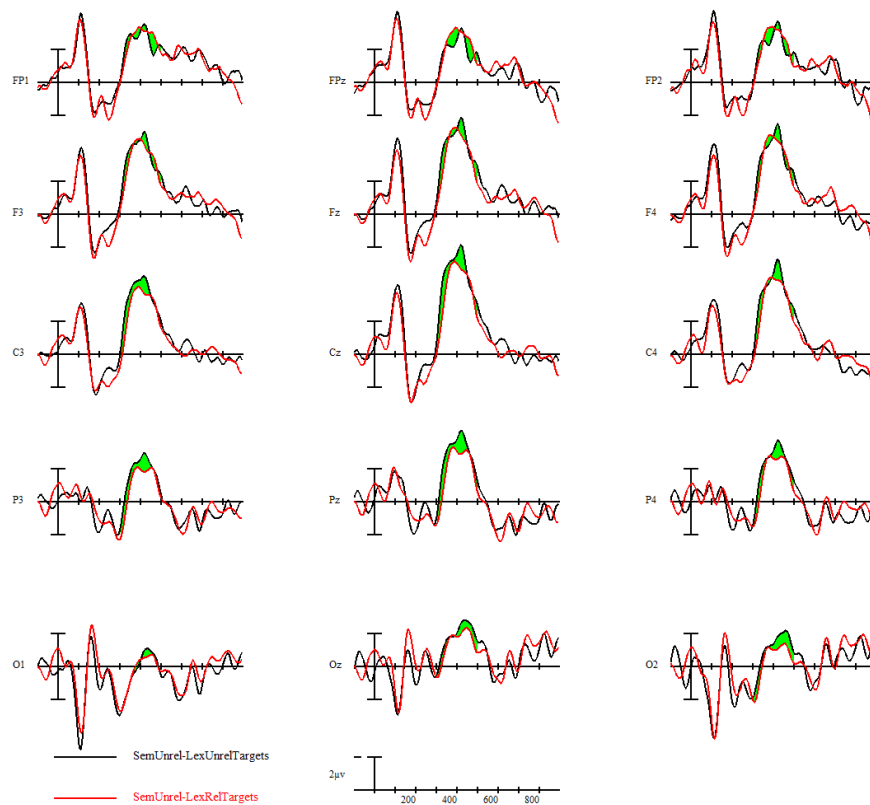 FP1 FPz FP2
F3 Fz F4
C3 Cz C4
P3 Pz P4
O1 Oz O2
SemUnrel-LexUnrelTargets
2μv
SemUnrel-LexRelTargets
200 400 600 800